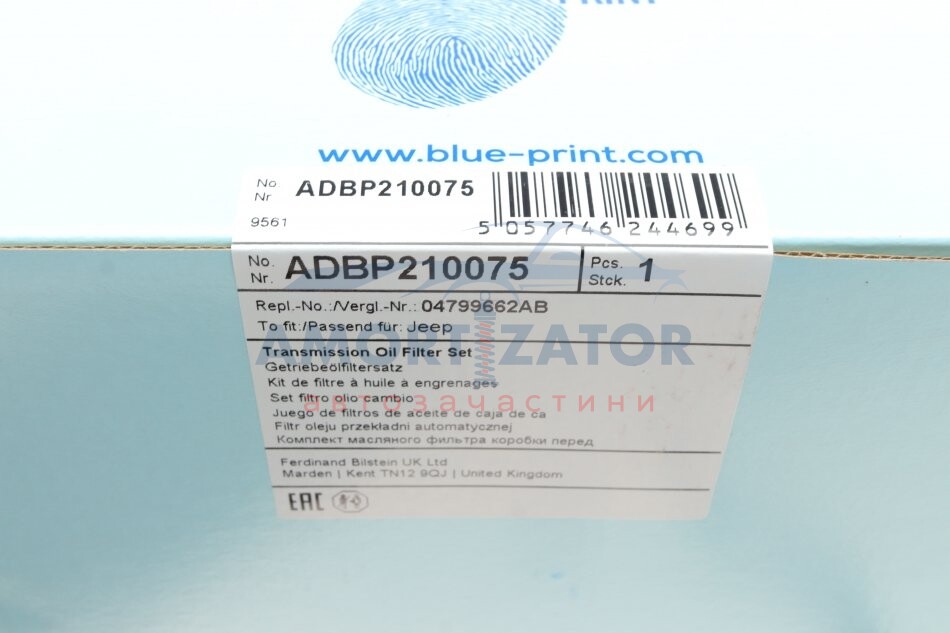 PRINT
www.blue-print.com
No
Nr
ADBP210075
9561
5 057746 244699
No.
Nr.
ADBP210075
Pcs.
Stck.
1
Repl.-No.:/Vergl.-Nr.: 04799662AB
To fit:/Passend für: Jeep
AMORTIZATOR
автозачастини
Transmission Oil Filter Set
Getriebeölfiltersatz
Kit de filtre à huile à engrenages
Set filtro olio cambio
Juego de filtros de aceite de caja de ca
Filtr oleju przekładni automatycznej
Комплект масляного фильтра коробки перед
Ferdinand Bilstein UK Ltd
Marden | Kent TN12 9QJ | United Kingdom
EAC